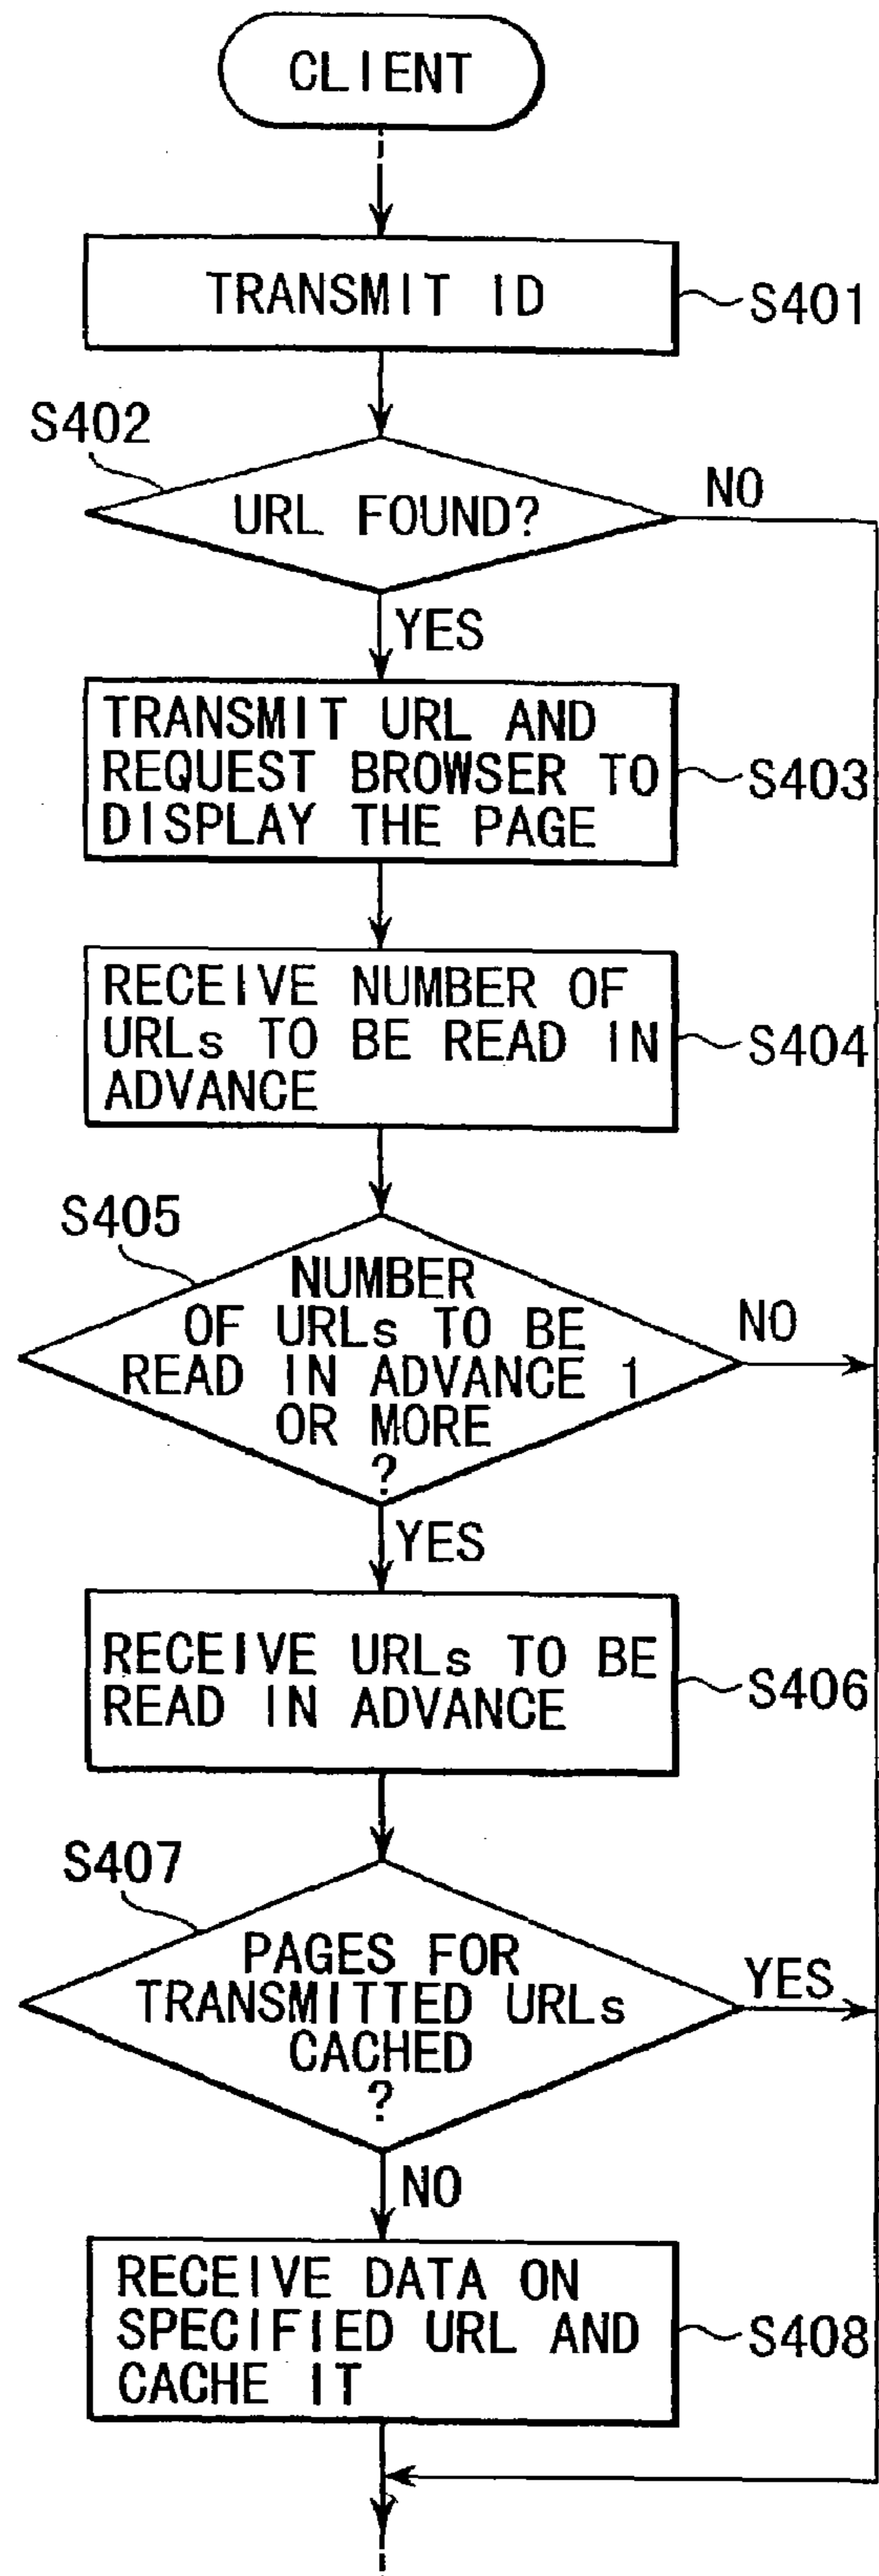 CLIENT
TRANSMIT ID
S401
S402
URL FOUND?
NO
YES
TRANSMIT URL AND
REQUEST BROWSER TO
DISPLAY THE PAGE
S403
RECEIVE NUMBER OF
URLs TO BE READ IN
ADVANCE
S404
S405
NUMBER
OF URLs TO BE
READ IN ADVANCE 1
OR MORE
?
NO
YES
RECEIVE URLs TO BE
READ IN ADVANCE
S406
S407
PAGES FOR
TRANSMITTED URLs
CACHED
?
YES
NO
RECEIVE DATA ON
SPECIFIED URL AND
CACHE IT
S408